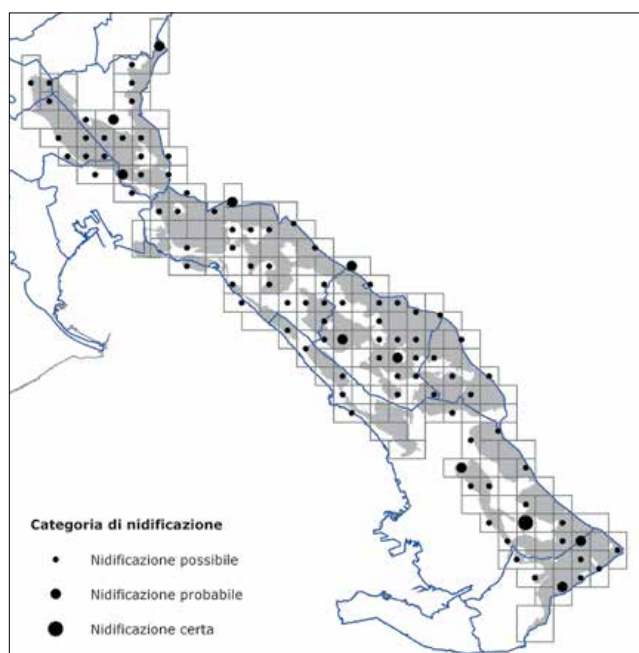 Categoria di nidificazione
Nidificazione possibile
Nidificazione probabile
Nidificazione certa